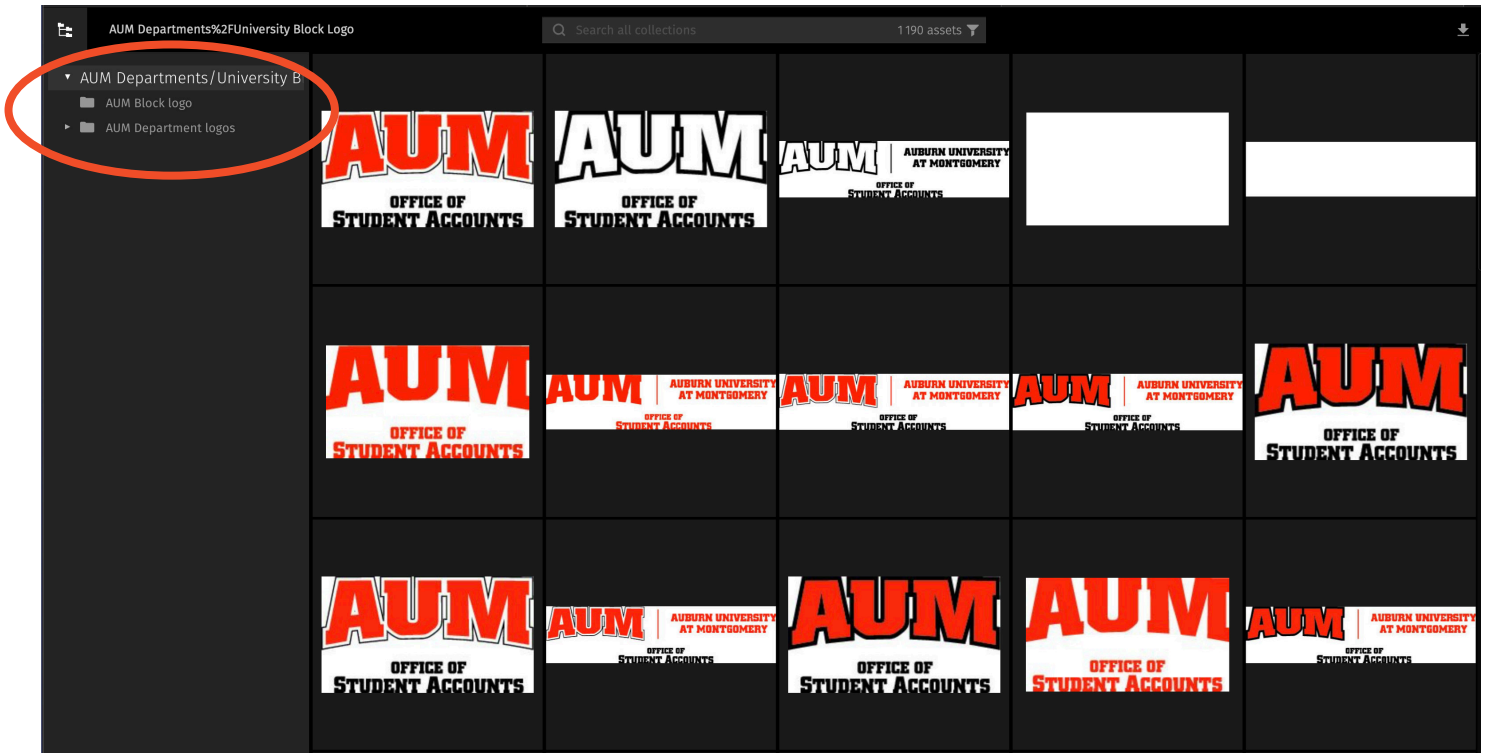 AUM Departments%2FUniversity Block Logo
Search all collections
1 190 assets
AUM Departments/University B
AUM Block logo
AUM Department logos
AUM
OFFICE OF
STUDENT ACCOUNTS
AUM
OFFICE OF
STUDENT ACCOUNTS
AUM
AUBURN UNIVERSITY
AT MONTGOMERY
OFFICE OF
STUDENT ACCOUNTS
AUM
OFFICE OF
STUDENT ACCOUNTS
AUM
AUBURN UNIVERSITY
AT MONTGOMERY
OFFICE OF
STUDENT ACCOUNTS
AUM
AUBURN UNIVERSITY
AT MONTGOMERY
OFFICE OF
STUDENT ACCOUNTS
AUM
AUBURN UNIVERSITY
AT MONTGOMERY
OFFICE OF
STUDENT ACCOUNTS
AUM
OFFICE OF
STUDENT ACCOUNTS
AUM
OFFICE OF
STUDENT ACCOUNTS
AUM
AUBURN UNIVERSITY
AT MONTGOMERY
OFFICE OF
STUDENT ACCOUNTS
AUM
OFFICE OF
STUDENT ACCOUNTS
AUM
OFFICE OF
STUDENT ACCOUNTS
AUM
AUBURN UNIVERSITY
AT MONTGOMERY
OFFICE OF
STUDENT ACCOUNTS